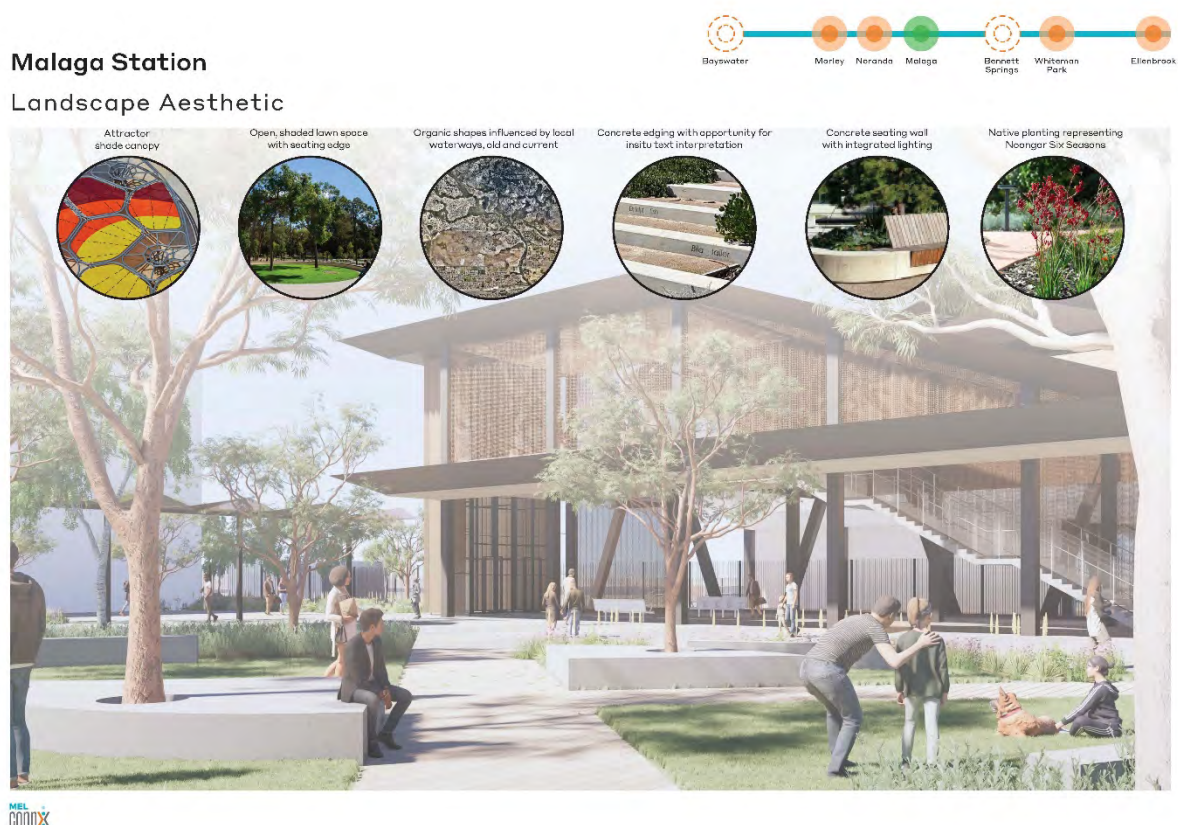 Malaga Station
Landscape Aesthetic
Bayswater
Morley
Noranda
Malaga
Bennett
Springs
Whiteman
Park
Ellenbrook
Attractor
shade canopy
Open, shaded lawn space
with seating edge
Organic shapes influenced by local
waterways, old and current
Concrete edging with opportunity for
insitu text interpretation
Concrete seating wall
with integrated lighting
Native planting representing
Noongar Six Seasons
MEL
connx